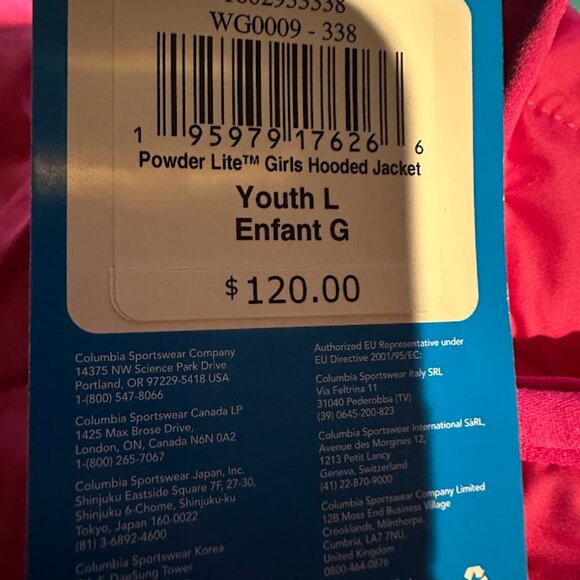 WG0009 - 338
1 95979 17626 6
Powder Lite™ Girls Hooded Jacket
Youth L
Enfant G
$120.00
Columbia Sportswear Company
14375 NW Science Park Drive
Portland, OR 97229-5418 USA
1-(800) 547-8066
Columbia Sportswear Canada LP
1425 Max Brose Drive,
London, ON, Canada N6N 0A2
1-(800) 265-7067
Columbia Sportswear Japan, Inc.
Shinjuku Eastside Square 7F, 27-30,
Shinjuku 6-Chome, Shinjuku-ku
Tokyo, Japan 160-0022
(81) 3-6892-4600
Columbia Sportswear Korea
DaeSung Tower
Authorized EU Representative under
EU Directive 2001/95/EC:
Columbia Sportswear Italy SRL
Via Feltrina 11
31040 Pederobba (TV)
(39) 0645-200-823
Columbia Sportswear International SàRL,
Avenue des Morgines 12,
1213 Petit Lancy
Geneva, Switzerland
(41) 22-870-9000
Columbia Sportswear Company Limited
12B Moss End Business Village
Crooklands, Milnthorpe,
Cumbria, LA7 7NU,
United Kingdom
0800-464-0876